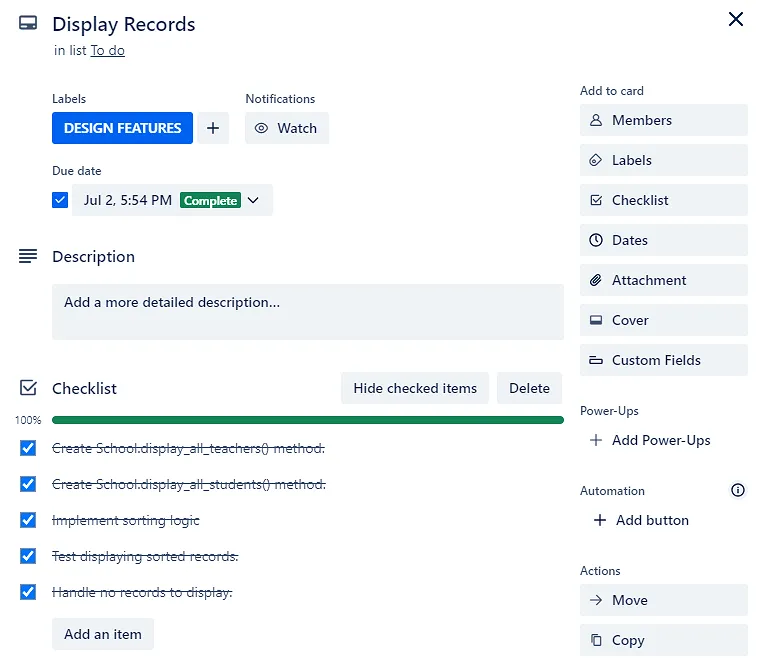 Display Records
in list To do
Labels
Notifications
DESIGN FEATURES
Watch
Due date
Jul 2, 5:54 PM Complete
Description
Add a more detailed description...
Checklist
Hide checked items
Delete
100%
Create School.display_all_teachers() method.
Create School.display_all_students() method.
Implement sorting logic
Test displaying sorted records.
Handle no records to display.
Add an item
Add to card
Members
Labels
Checklist
Dates
Attachment
Cover
Custom Fields
Power-Ups
Add Power-Ups
Automation
Add button
Actions
Move
Copy